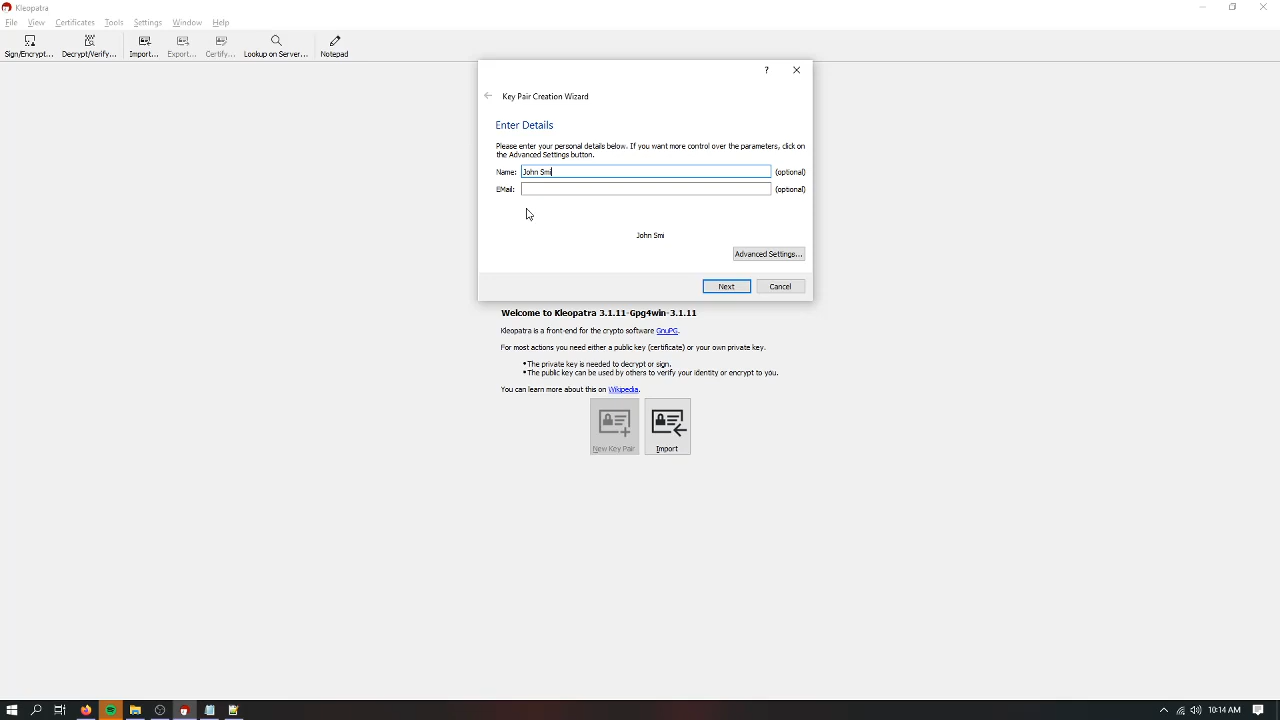 Kleopatra
File View Certificates Tools Settings Window Help
Sign/Encrypt... Decrypt/Verify... Import... Export... Certify... Lookup on Server... Notepad
?
Key Pair Creation Wizard
Enter Details
Please enter your personal details below. If you want more control over the parameters, click on
the Advanced Settings button.
Name: John Smi (optional)
EMail: (optional)
John Smi
Advanced Settings...
Next Cancel
Welcome to Kleopatra 3.1.11-Gpg4win-3.1.11
Kleopatra is a front-end for the crypto software GnuPG.
For most actions you need either a public key (certificate) or your own private key.
•The private key is needed to decrypt or sign.
•The public key can be used by others to verify your identity or encrypt to you.
You can learn more about this on Wikipedia.
New Key Pair Import
10:14 AM